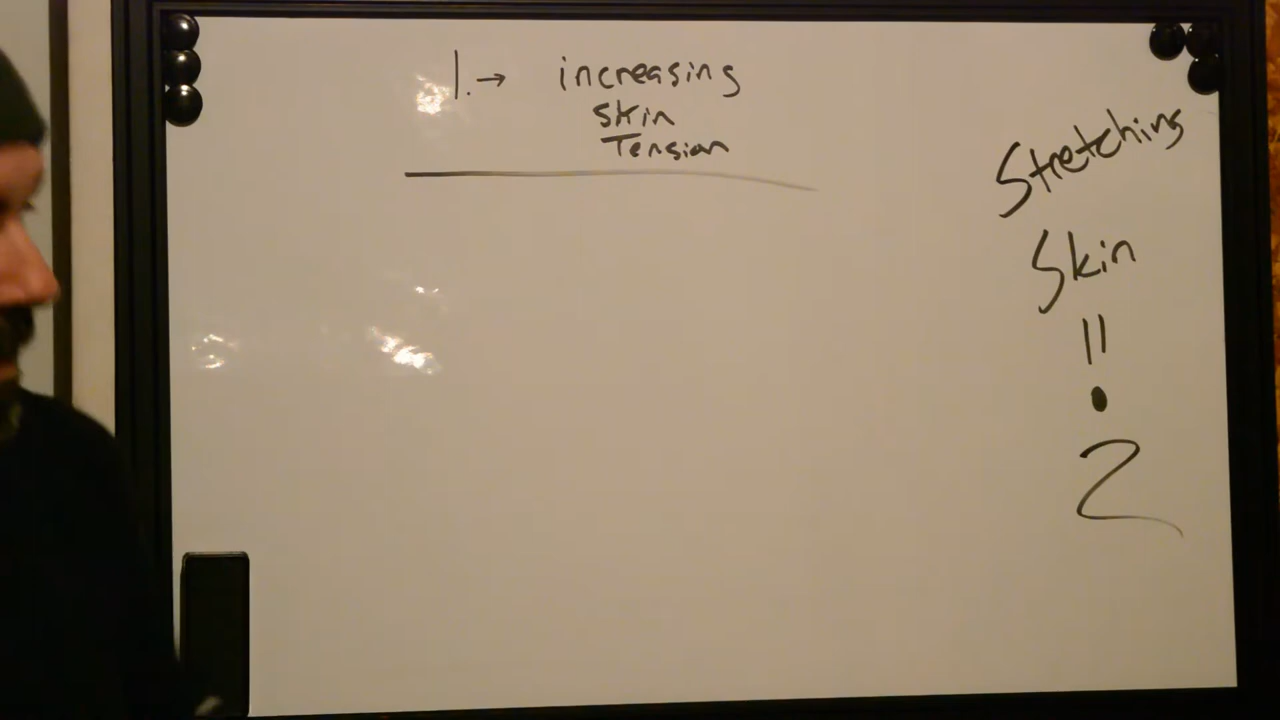 1.→ increasing
skin
Tension
Stretching
Skin
||
•
2